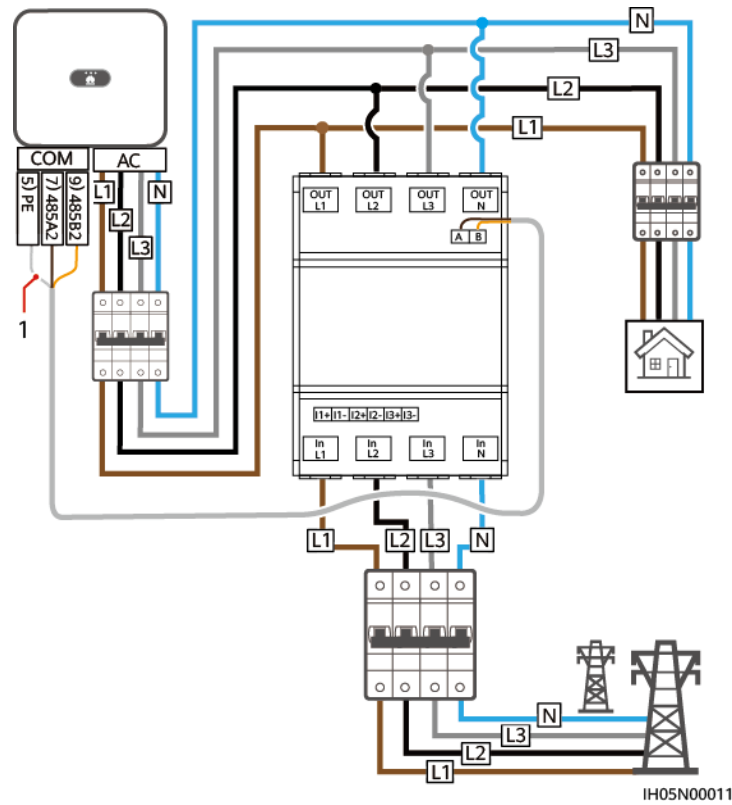 N
L3
L2
L1
COM
AC
5) PE
7) 485A2
9) 485B2
L1
L2
L3
N
1
OUT
L1
OUT
L2
OUT
L3
OUT
N
A B
I1+ I1- I2+ I2- I3+ I3-
In
L1
In
L2
In
L3
In
N
L1
L2
L3
N
N
L3
L2
L1
IH05N00011